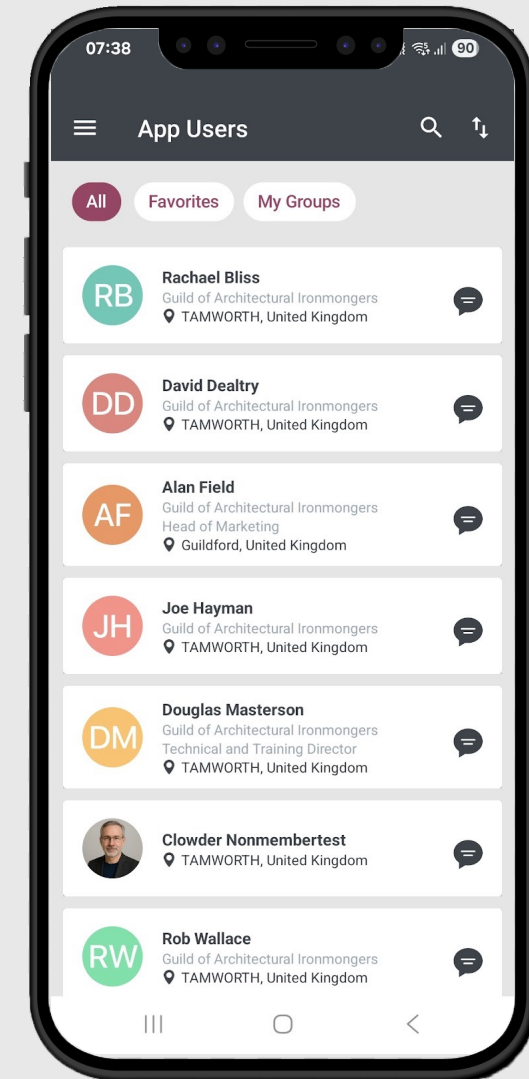 07:38
90
App Users
All
Favorites
My Groups
RB
Rachael Bliss
Guild of Architectural Ironmongers
TAMWORTH, United Kingdom
DD
David Dealtry
Guild of Architectural Ironmongers
TAMWORTH, United Kingdom
AF
Alan Field
Guild of Architectural Ironmongers
Head of Marketing
Guildford, United Kingdom
JH
Joe Hayman
Guild of Architectural Ironmongers
TAMWORTH, United Kingdom
DM
Douglas Masterson
Guild of Architectural Ironmongers
Technical and Training Director
TAMWORTH, United Kingdom
Clowder Nonmembertest
TAMWORTH, United Kingdom
RW
Rob Wallace
Guild of Architectural Ironmongers
TAMWORTH, United Kingdom